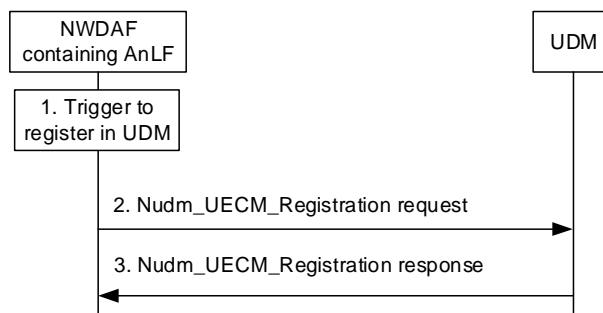 NWDAF
containing AnLF
UDM
1. Trigger to
register in UDM
2. Nudm_UECM_Registration request
3. Nudm_UECM_Registration response